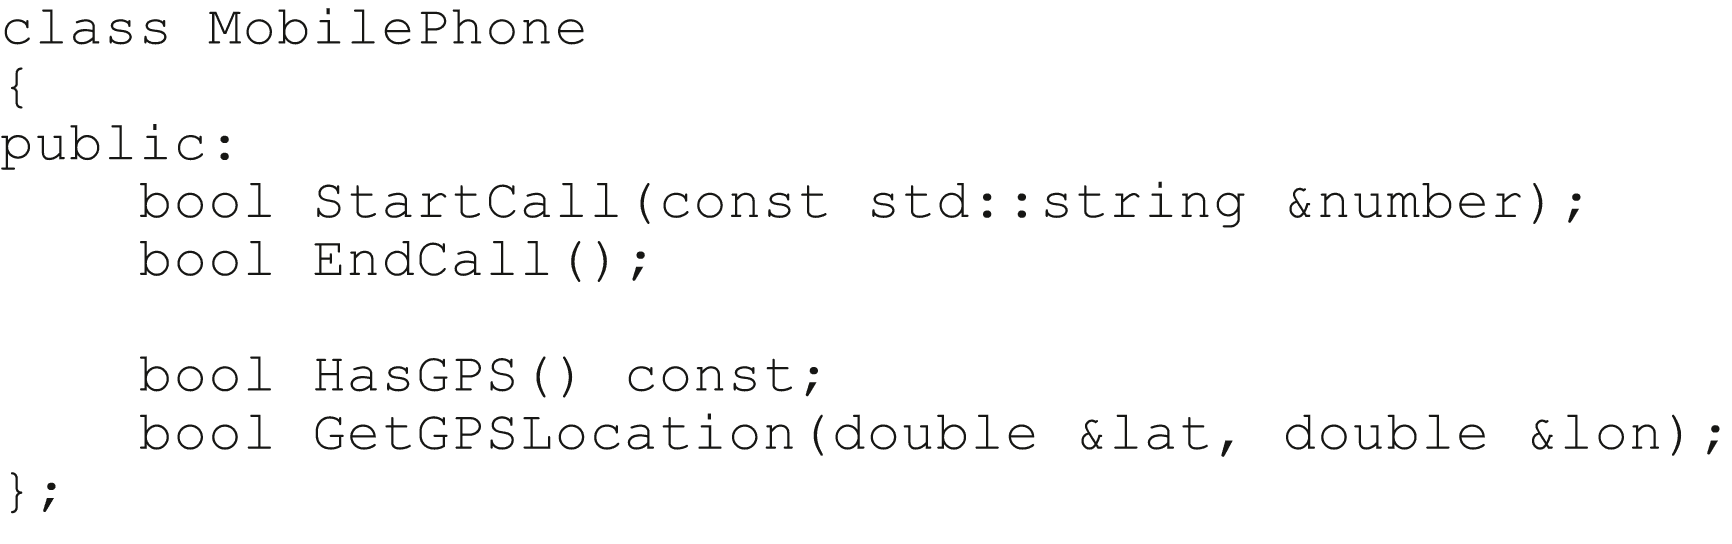 class MobilePhone
{
public:
    bool StartCall(const std::string &number);
    bool EndCall();

    bool HasGPS() const;
    bool GetGPSLocation(double &lat, double &lon);
};